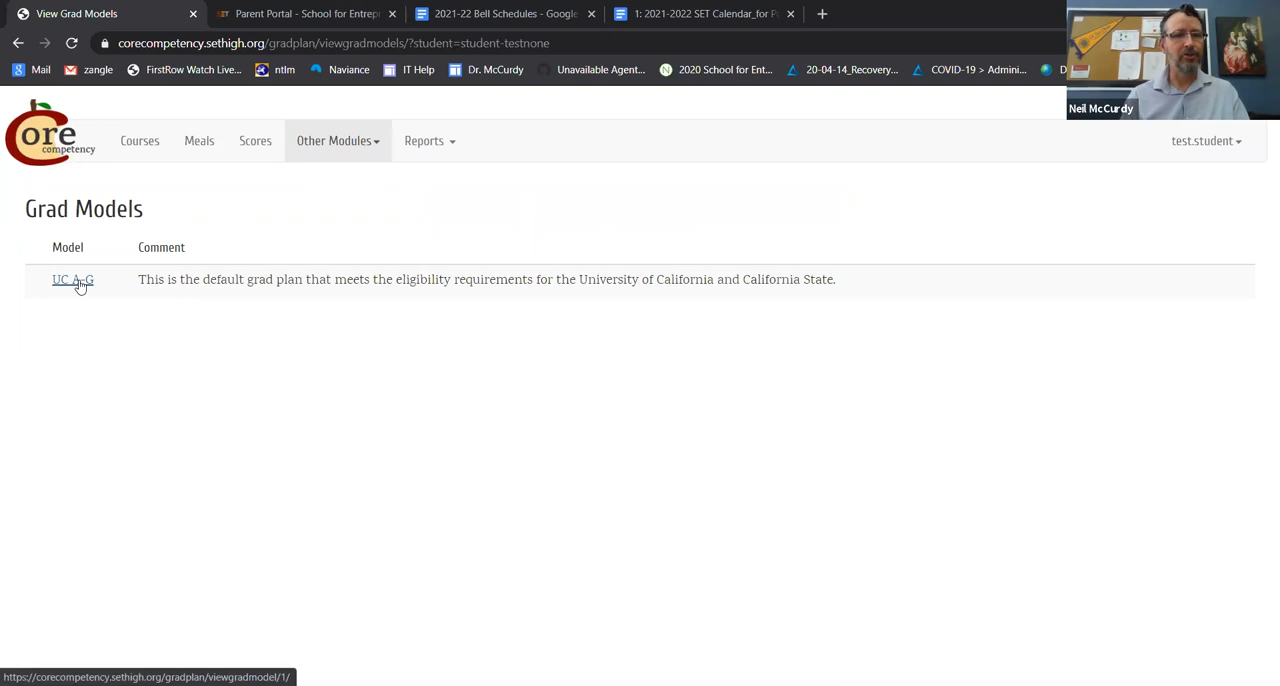 View Grad Models
Parent Portal - School for Entrepr
2021-22 Bell Schedules - Google
1: 2021-2022 SET Calendar_for P
corecompetency.sethigh.org/gradplan/viewgradmodels/?student=student-testnone
Mail
zangle
FirstRow Watch Live...
ntlm
Naviance
IT Help
Dr. McCurdy
Unavailable Agent...
2020 School for Ent...
20-04-14_Recovery...
COVID-19 > Admini...
D
Neil McCurdy
Core
competency
Courses
Meals
Scores
Other Modules
Reports
test.student
Grad Models
Model
Comment
UC A-G
This is the default grad plan that meets the eligibility requirements for the University of California and California State.
https://corecompetency.sethigh.org/gradplan/viewgradmodel/1/